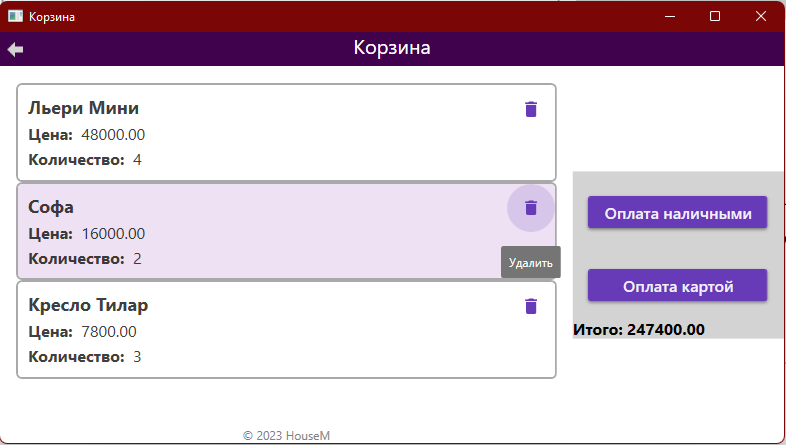 Корзина
Корзина
Льери Мини
Цена: 48000.00
Количество: 4
Софа
Цена: 16000.00
Количество: 2
Удалить
Кресло Тилар
Цена: 7800.00
Количество: 3
Оплата наличными
Оплата картой
Итого: 247400.00
© 2023 HouseM